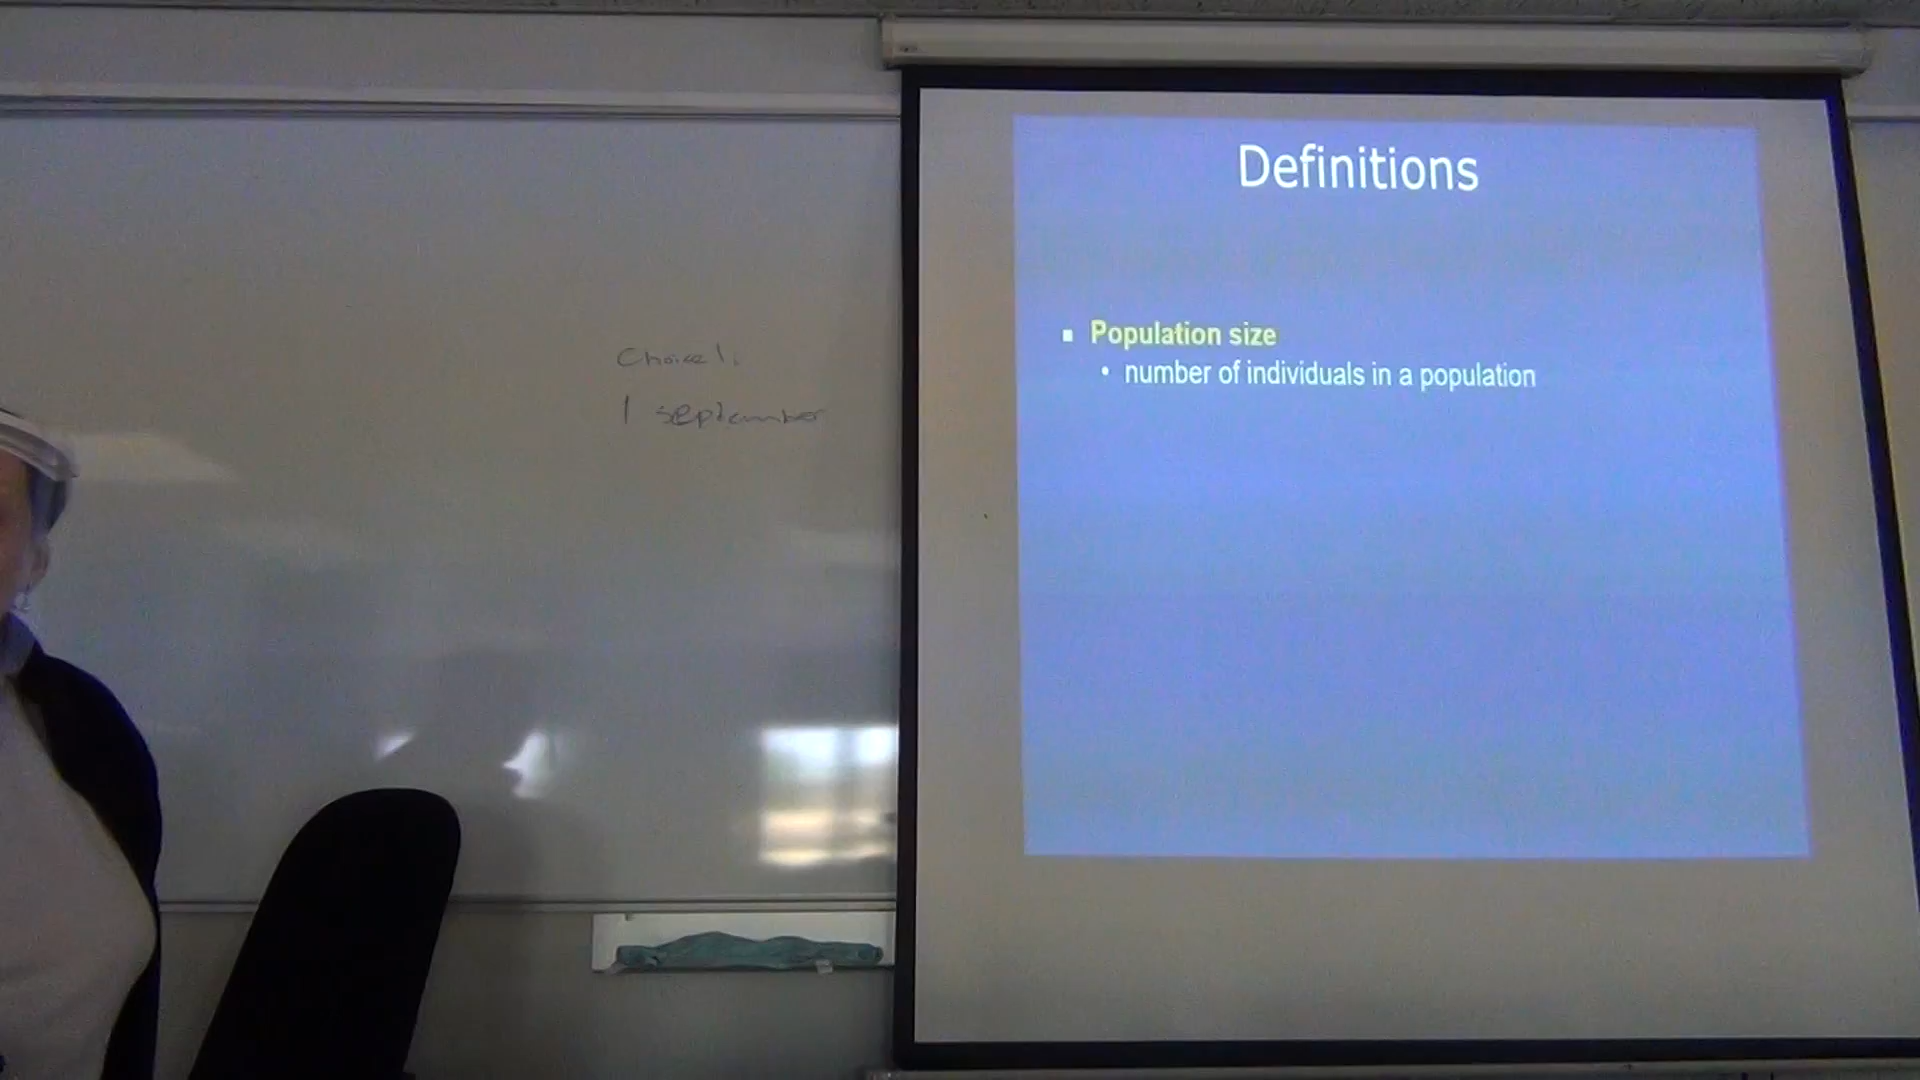 Choice 1.
1 september
Definitions
▪ Population size
• number of individuals in a population